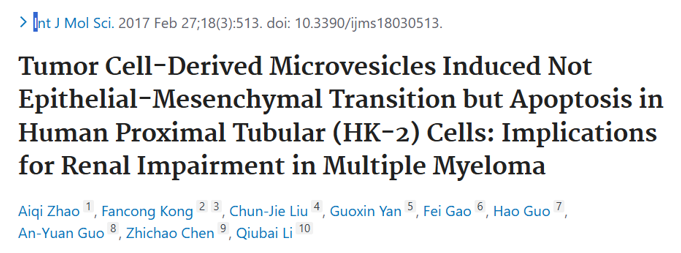 Int J Mol Sci. 2017 Feb 27;18(3):513. doi: 10.3390/ijms18030513.
Tumor Cell-Derived Microvesicles Induced Not
Epithelial-Mesenchymal Transition but Apoptosis in
Human Proximal Tubular (HK-2) Cells: Implications
for Renal Impairment in Multiple Myeloma
Aiqi Zhao 1, Fancong Kong 2 3, Chun-Jie Liu 4, Guoxin Yan 5, Fei Gao 6, Hao Guo 7,
An-Yuan Guo 8, Zhichao Chen 9, Qiubai Li 10